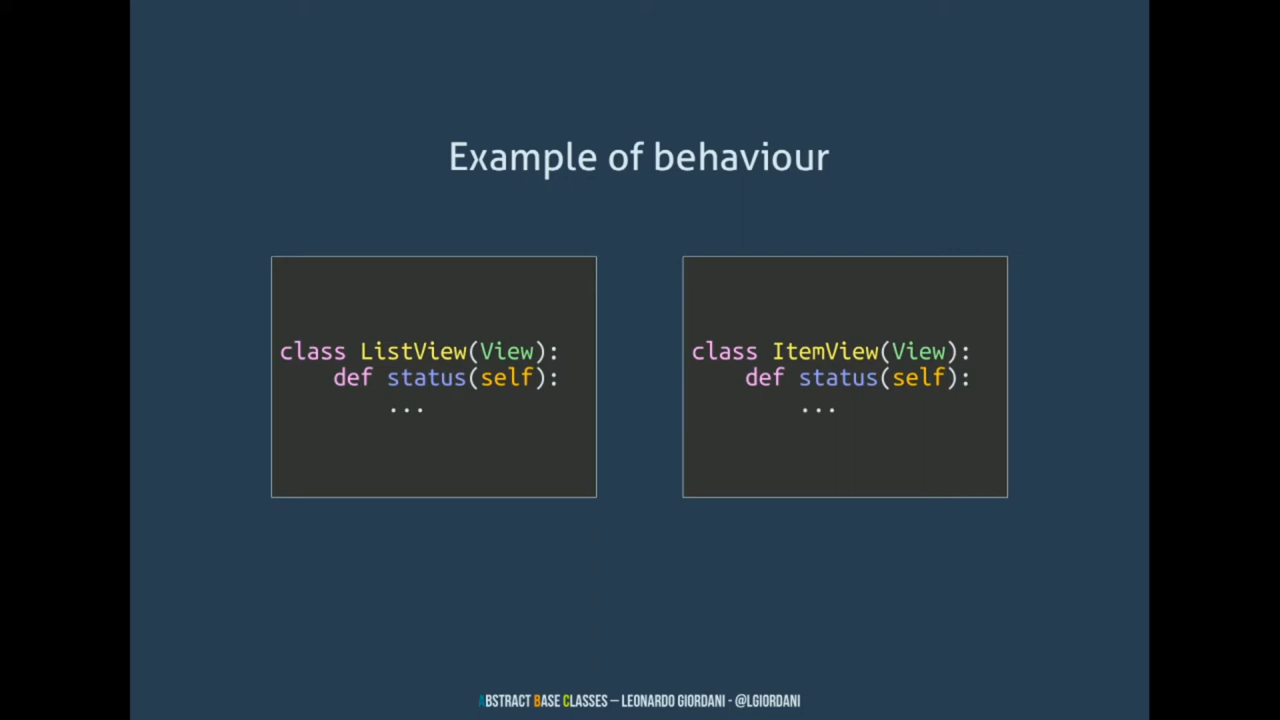 Example of behaviour
class ListView(View):
    def status(self):
        ...
class ItemView(View):
    def status(self):
        ...
ABSTRACT BASE CLASSES – LEONARDO GIORDANI - @LGIORDANI